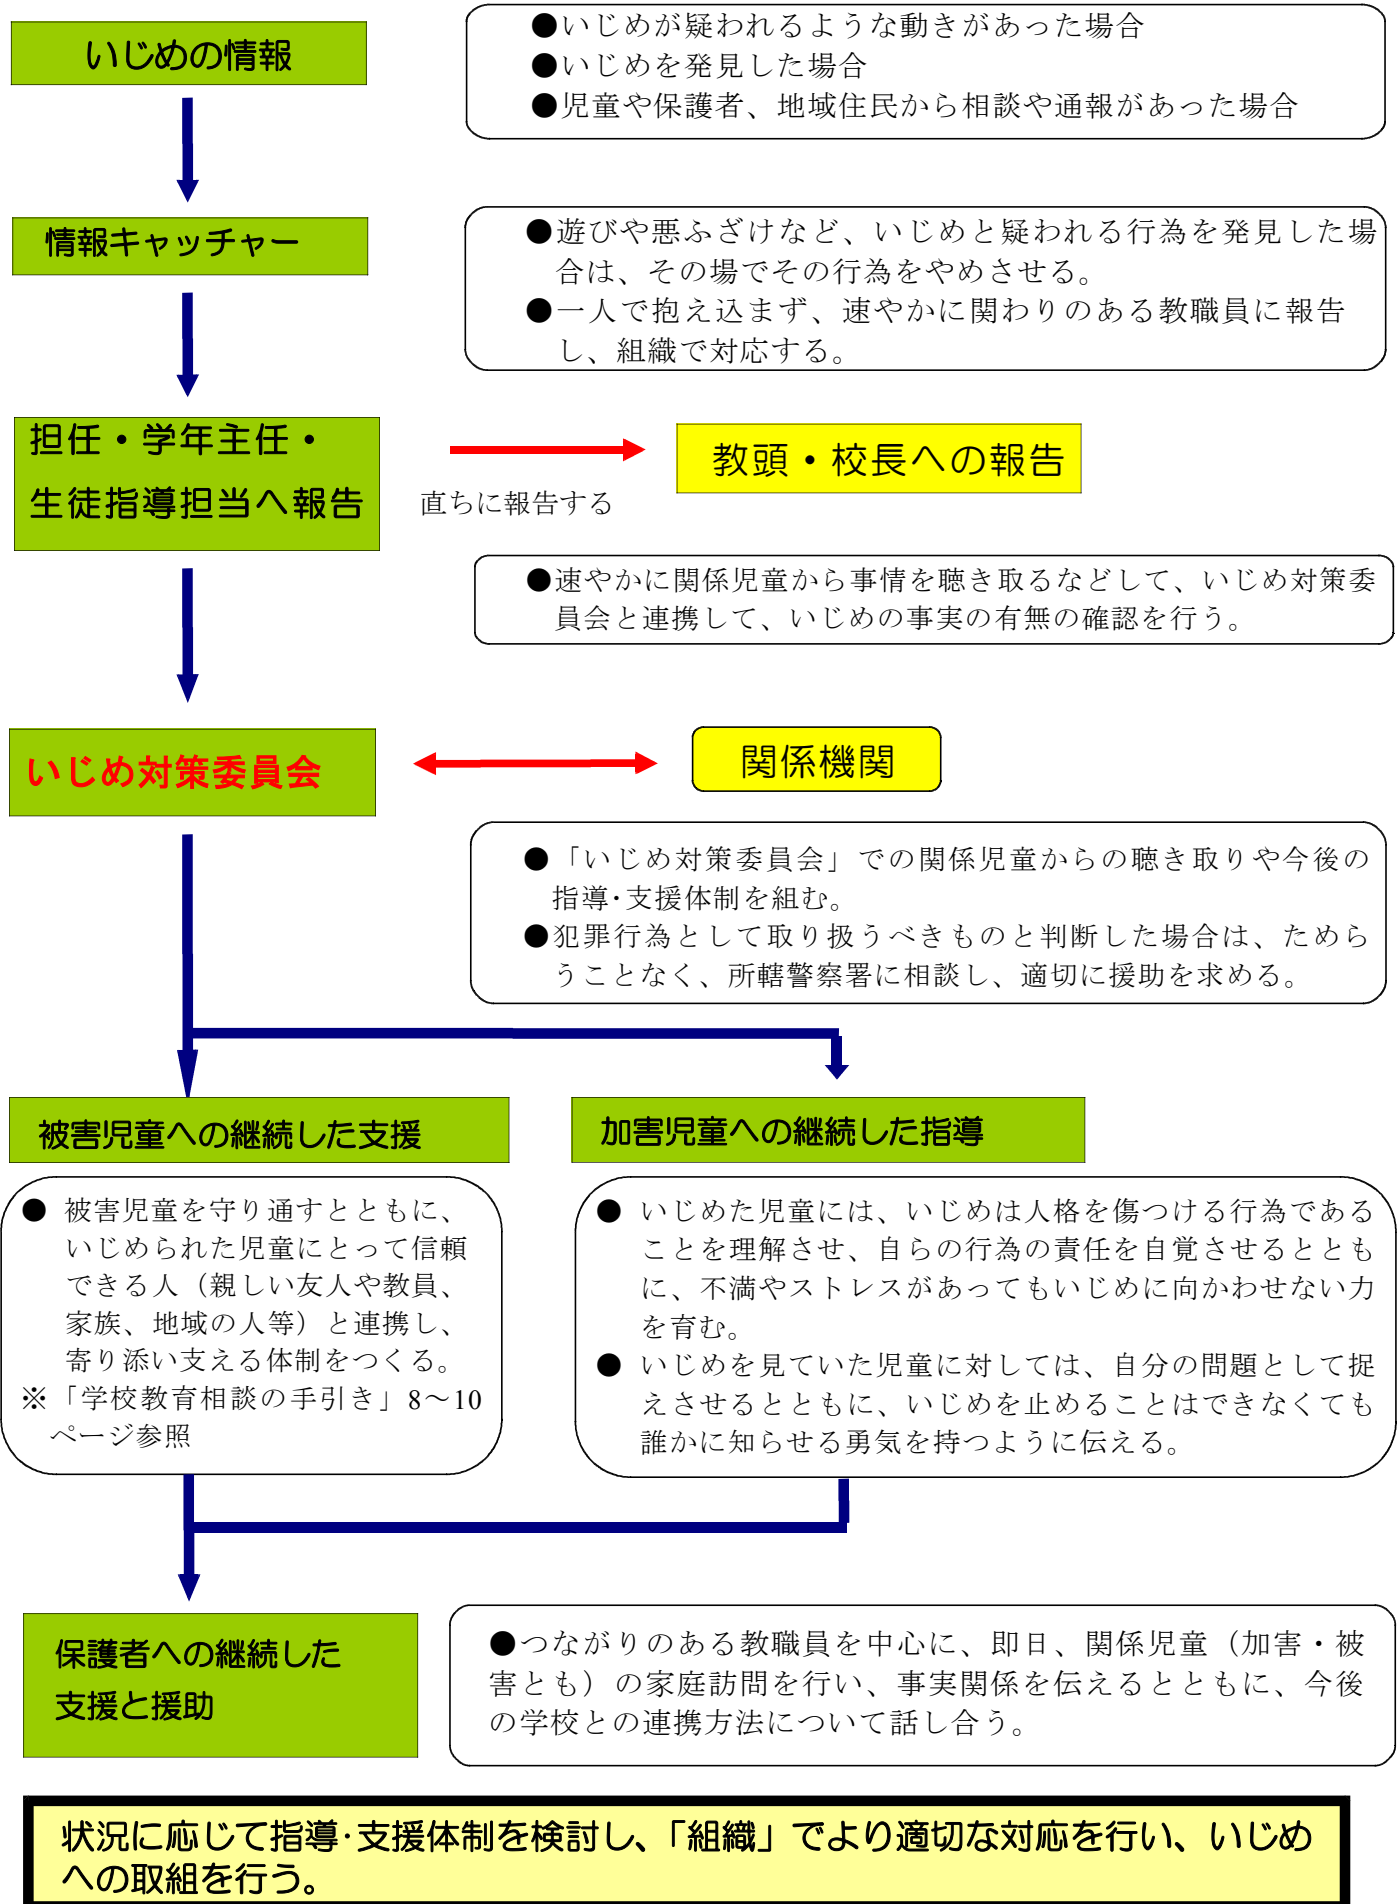 いじめの情報
●いじめが疑われるような動きがあった場合
●いじめを発見した場合
●児童や保護者、地域住民から相談や通報があった場合
情報キャッチャー
●遊びや悪ふざけなど、いじめと疑われる行為を発見した場
合は、その場でその行為をやめさせる。
●一人で抱え込まず、速やかに関わりのある教職員に報告
し、組織で対応する。
担任・学年主任・
生徒指導担当へ報告
直ちに報告する
教頭・校長への報告
●速やかに関係児童から事情を聴き取るなどして、いじめ対策委
員会と連携して、いじめの事実の有無の確認を行う。
いじめ対策委員会
関係機関
●「いじめ対策委員会」での関係児童からの聴き取りや今後の
指導･支援体制を組む。
●犯罪行為として取り扱うべきものと判断した場合は、ためら
うことなく、所轄警察署に相談し、適切に援助を求める。
被害児童への継続した支援
● 被害児童を守り通すとともに、
いじめられた児童にとって信頼
できる人（親しい友人や教員、
家族、地域の人等）と連携し、
寄り添い支える体制をつくる。
※「学校教育相談の手引き」8～10
ページ参照
加害児童への継続した指導
● いじめた児童には、いじめは人格を傷つける行為である
ことを理解させ、自らの行為の責任を自覚させるととも
に、不満やストレスがあってもいじめに向かわせない力
を育む。
● いじめを見ていた児童に対しては、自分の問題として捉
えさせるとともに、いじめを止めることはできなくても
誰かに知らせる勇気を持つように伝える。
保護者への継続した
支援と援助
●つながりのある教職員を中心に、即日、関係児童（加害・被
害とも）の家庭訪問を行い、事実関係を伝えるとともに、今後
の学校との連携方法について話し合う。
状況に応じて指導･支援体制を検討し、「組織」でより適切な対応を行い、いじめ
への取組を行う。